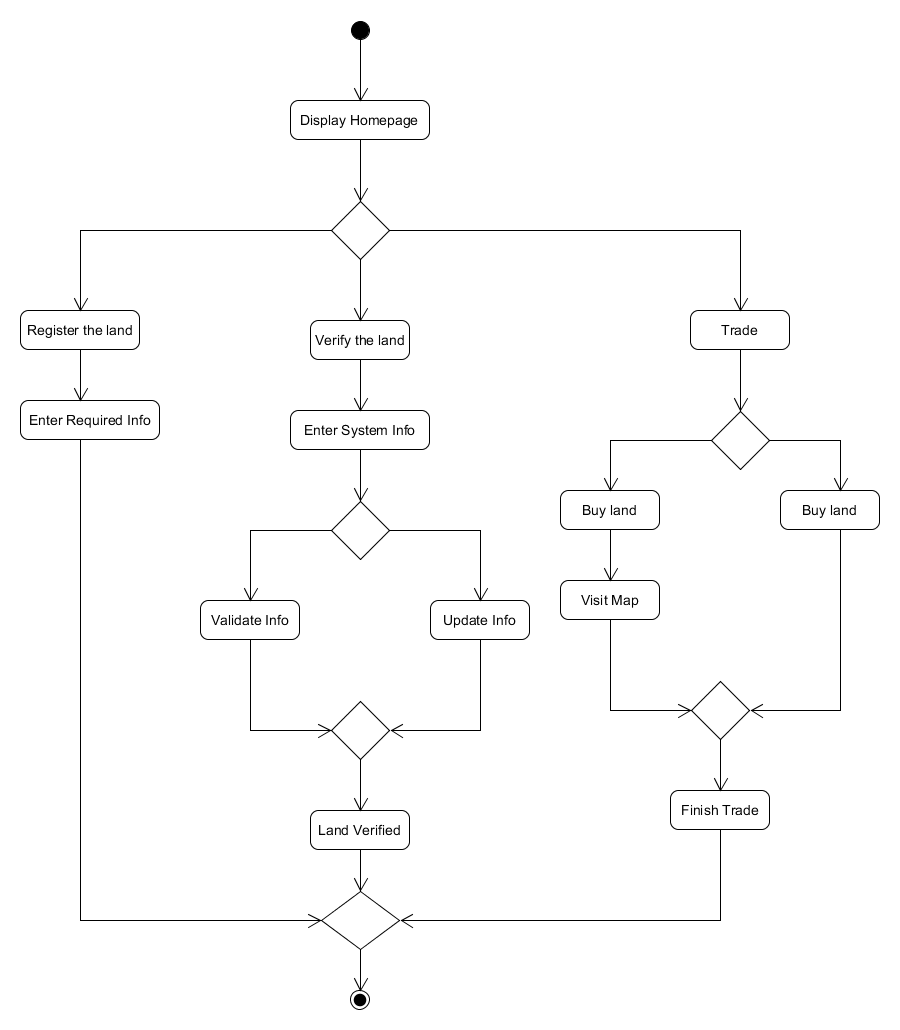 Display Homepage
Register the land
Verify the land
Trade
Enter Required Info
Enter System Info
Buy land
Buy land
Validate Info
Update Info
Visit Map
Land Verified
Finish Trade